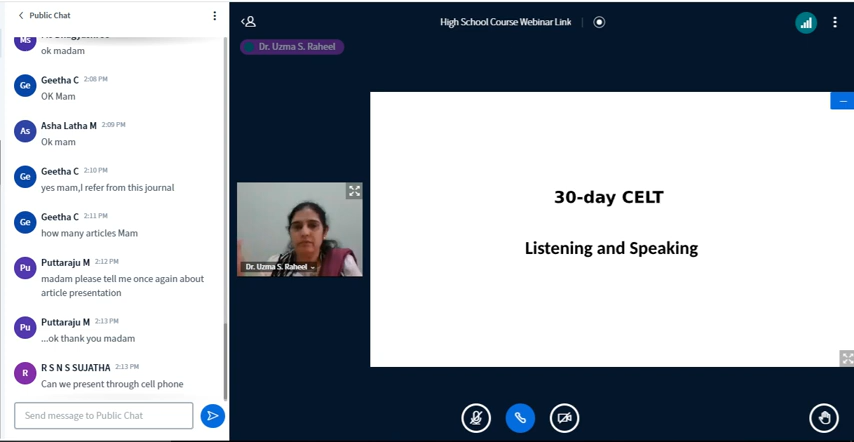 Public Chat
Ms
ok madam
Ge
Geetha C 2:08 PM
OK Mam
As
Asha Latha M 2:09 PM
Ok mam
Ge
Geetha C 2:10 PM
yes mam,I refer from this journal
Ge
Geetha C 2:11 PM
how many articles Mam
Pu
Puttaraju M 2:12 PM
madam please tell me once again about
article presentation
Pu
Puttaraju M 2:13 PM
...ok thank you madam
R
R S N S SUJATHA 2:13 PM
Can we present through cell phone
Send message to Public Chat
High School Course Webinar Link
Dr. Uzma S. Raheel
Dr. Uzma S. Raheel
30-day CELT
Listening and Speaking